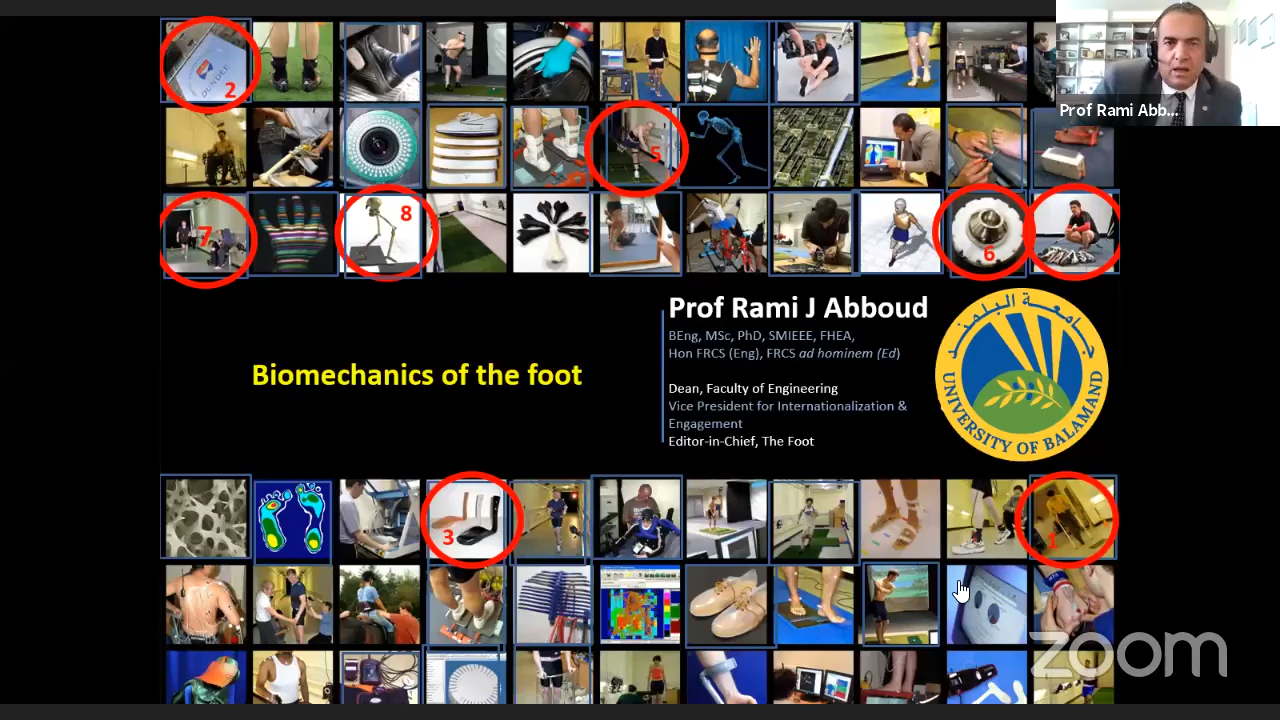 2
DUNDEE
Prof Rami Abb...
5
7
8
6
Prof Rami J Abboud
BEng, MSc, PhD, SMIEEE, FHEA,
Hon FRCS (Eng), FRCS ad hominem (Ed)
Biomechanics of the foot
Dean, Faculty of Engineering
Vice President for Internationalization &
Engagement
Editor-in-Chief, The Foot
جامعة البلمند
UNIVERSITY OF BALAMAND
3
1
zoom